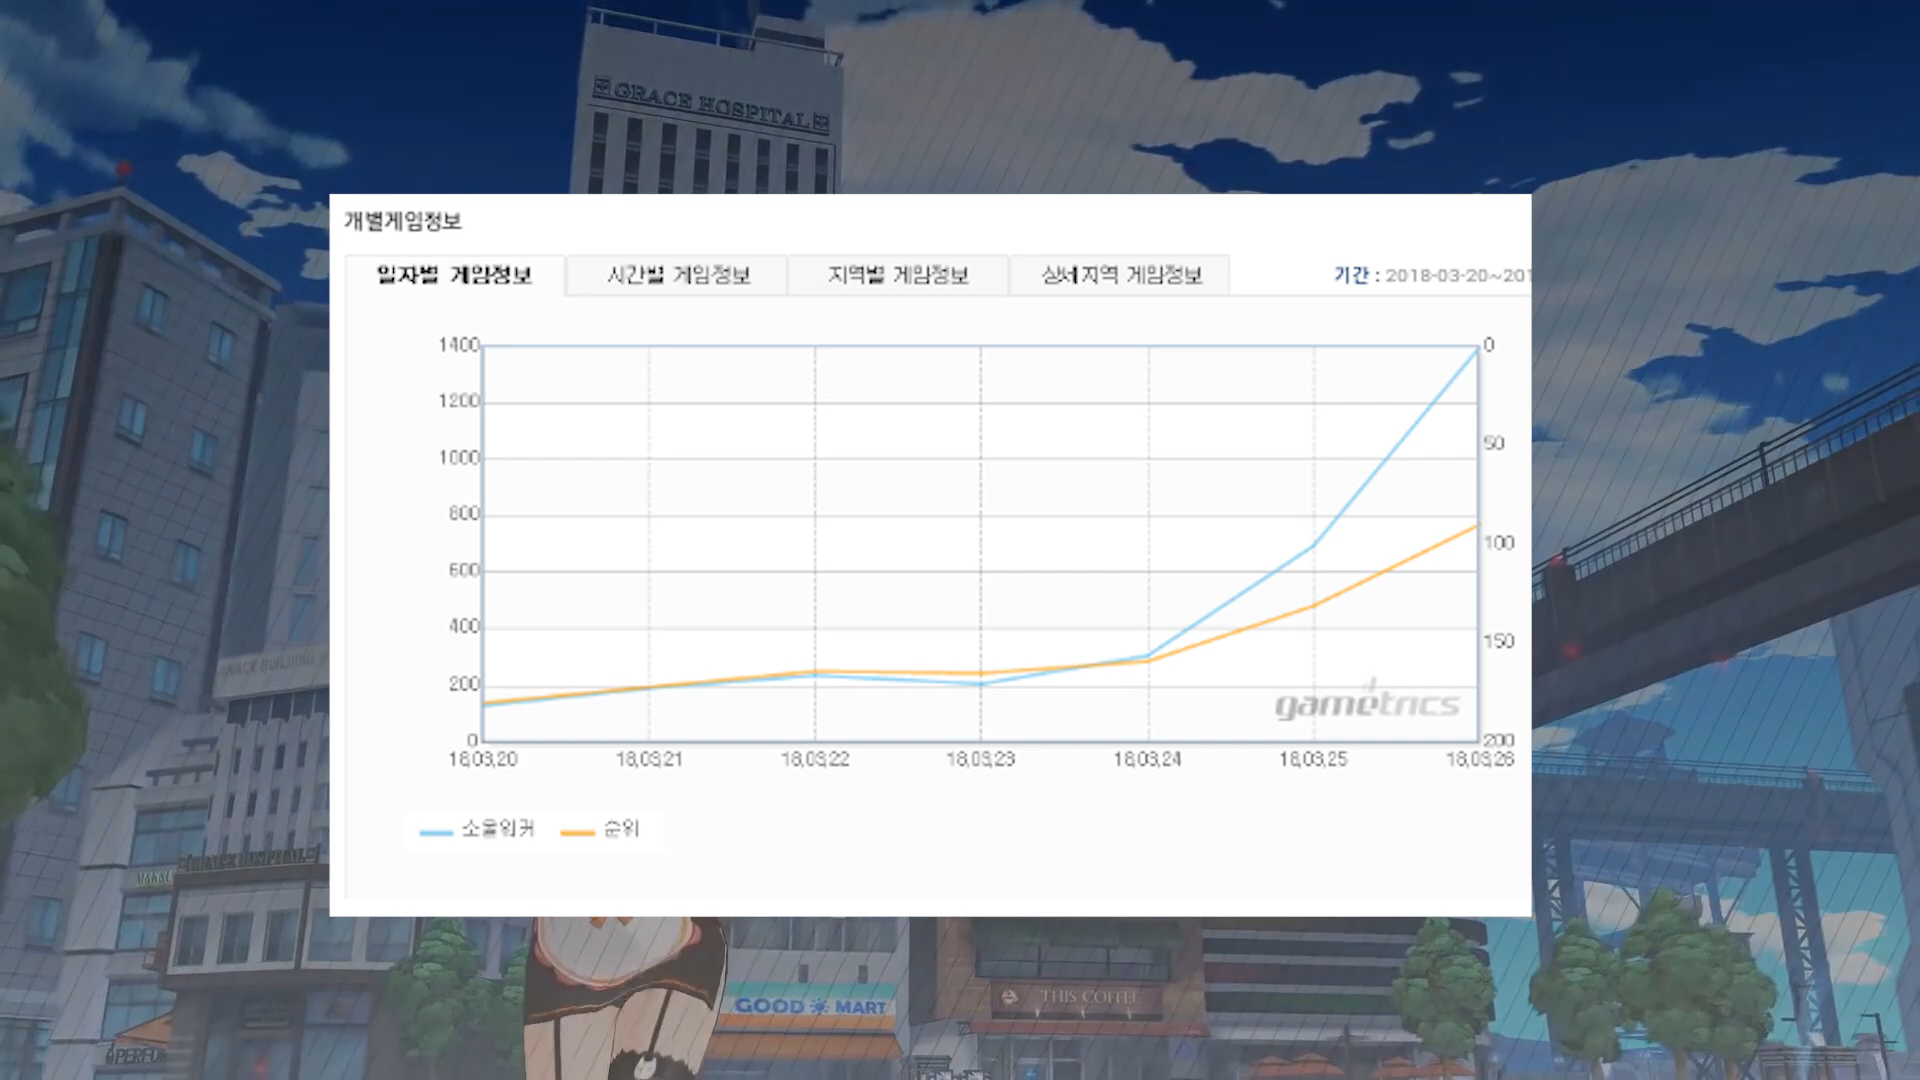 GRACE HOSPITAL
개별게임정보
일자별 게임정보 시간별 게임정보 지역별 게임정보 상세지역 게임정보 기간 : 2018-03-20~201
1400
1200
1000
800
600
400
200
0
0
50
100
150
200
18,03,20 18,03,21 18,03,22 18,03,23 18,03,24 18,03,25 18,03,26
gametrics
소울워커 순위
GRACE BUILDING
GRACE HOSPITAL
GOOD MART
THIS COFFEE